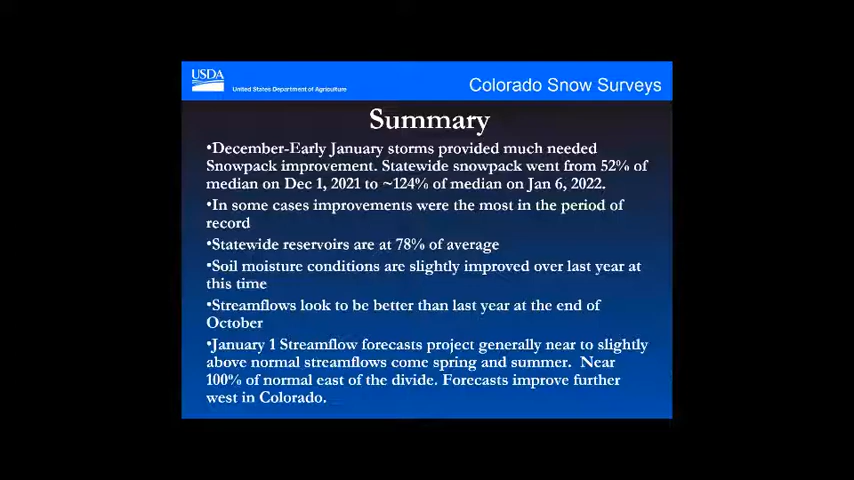 USDA
United States Department of Agriculture
Colorado Snow Surveys
Summary
•December-Early January storms provided much needed
Snowpack improvement. Statewide snowpack went from 52% of
median on Dec 1, 2021 to ~124% of median on Jan 6, 2022.
•In some cases improvements were the most in the period of
record
•Statewide reservoirs are at 78% of average
•Soil moisture conditions are slightly improved over last year at
this time
•Streamflows look to be better than last year at the end of
October
•January 1 Streamflow forecasts project generally near to slightly
above normal streamflows come spring and summer.  Near
100% of normal east of the divide. Forecasts improve further
west in Colorado.